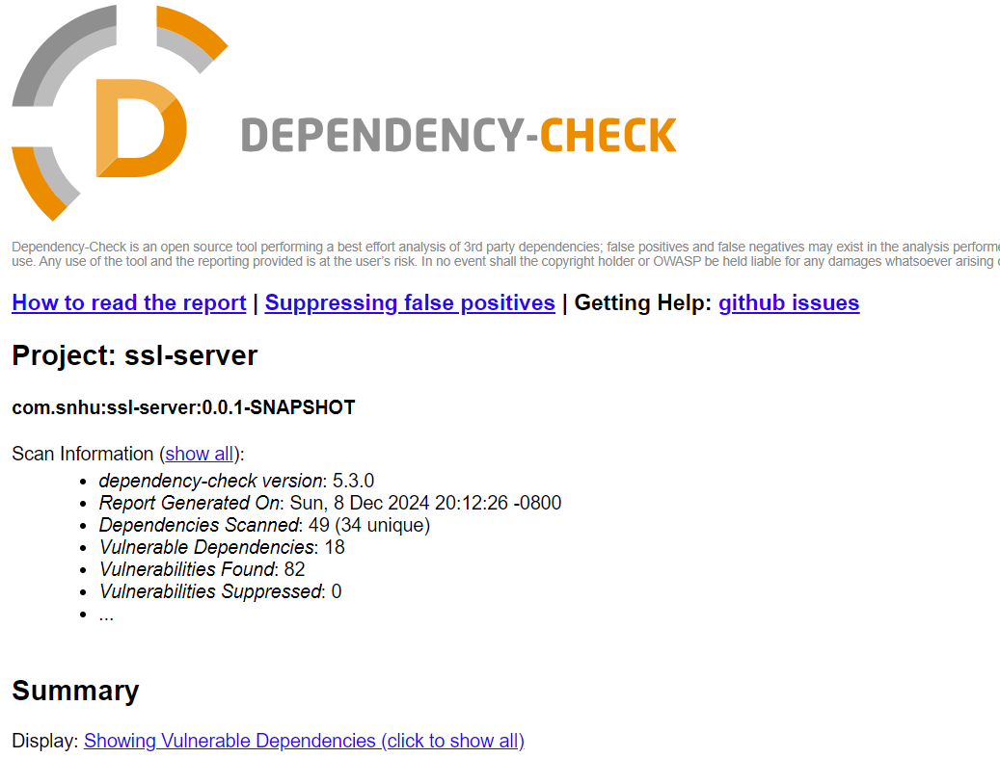 DEPENDENCY-CHECK
Dependency-Check is an open source tool performing a best effort analysis of 3rd party dependencies; false positives and false negatives may exist in the analysis performe
use. Any use of the tool and the reporting provided is at the user's risk. In no event shall the copyright holder or OWASP be held liable for any damages whatsoever arising o
How to read the report | Suppressing false positives | Getting Help: github issues
Project: ssl-server
com.snhu:ssl-server:0.0.1-SNAPSHOT
Scan Information (show all):
• dependency-check version: 5.3.0
• Report Generated On: Sun, 8 Dec 2024 20:12:26 -0800
• Dependencies Scanned: 49 (34 unique)
• Vulnerable Dependencies: 18
• Vulnerabilities Found: 82
• Vulnerabilities Suppressed: 0
• ...
Summary
Display: Showing Vulnerable Dependencies (click to show all)